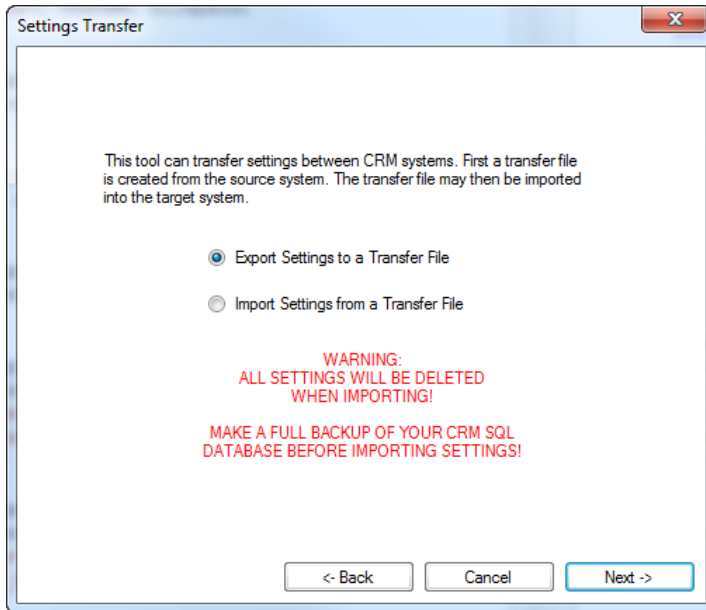 Settings Transfer
This tool can transfer settings between CRM systems. First a transfer file
is created from the source system. The transfer file may then be imported
into the target system.
Export Settings to a Transfer File
Import Settings from a Transfer File
WARNING:
ALL SETTINGS WILL BE DELETED
WHEN IMPORTING!
MAKE A FULL BACKUP OF YOUR CRM SQL
DATABASE BEFORE IMPORTING SETTINGS!
<- Back
Cancel
Next ->